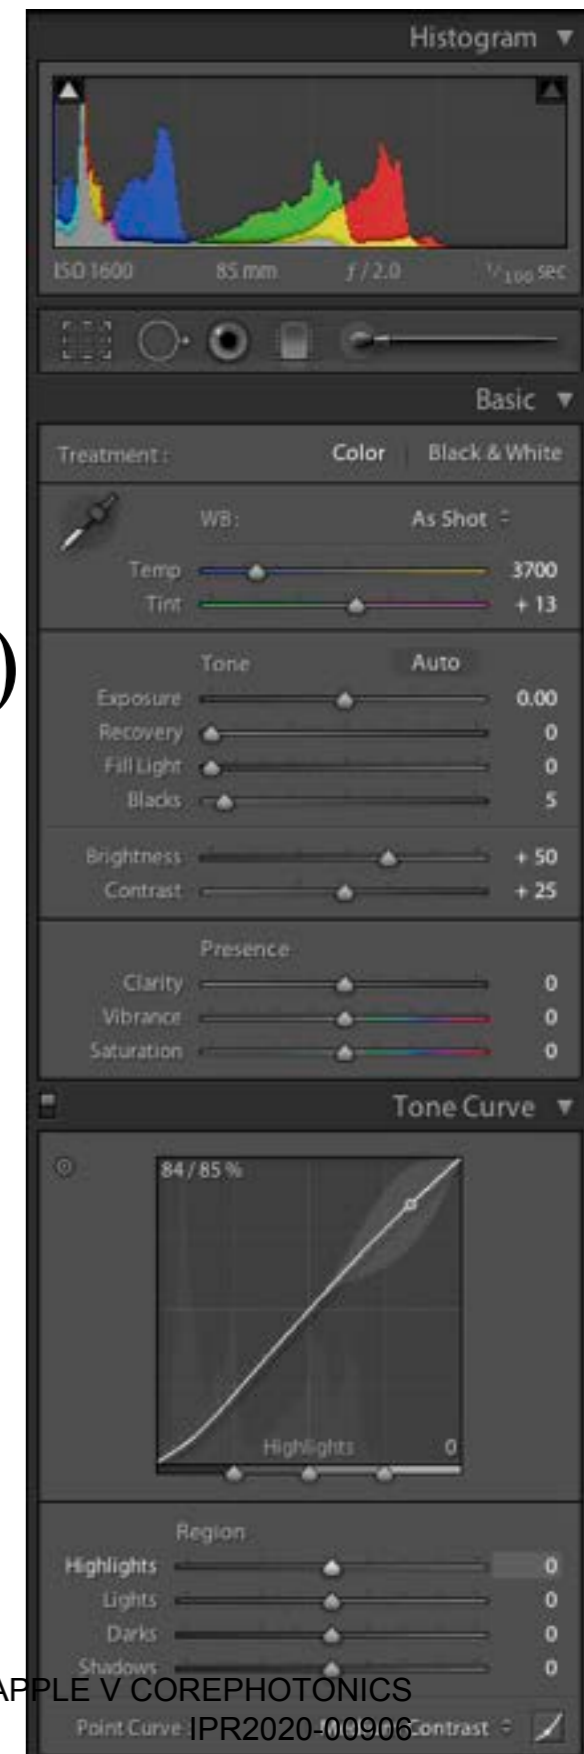 )
Histogram
ISO 1600 85 mm ƒ / 2.0 1/100 sec
Basic
Treatment : Color Black & White
WB : As Shot
Temp 3700
Tint + 13
Tone Auto
Exposure 0.00
Recovery 0
Fill Light 0
Blacks 5
Brightness + 50
Contrast + 25
Presence
Clarity 0
Vibrance 0
Saturation 0
Tone Curve
84 / 85 %
Highlights 0
Region
Highlights 0
Lights 0
Darks 0
Shadows 0
APPLE V COREPHOTONICS
Point Curve : Contrast
IPR2020-00906